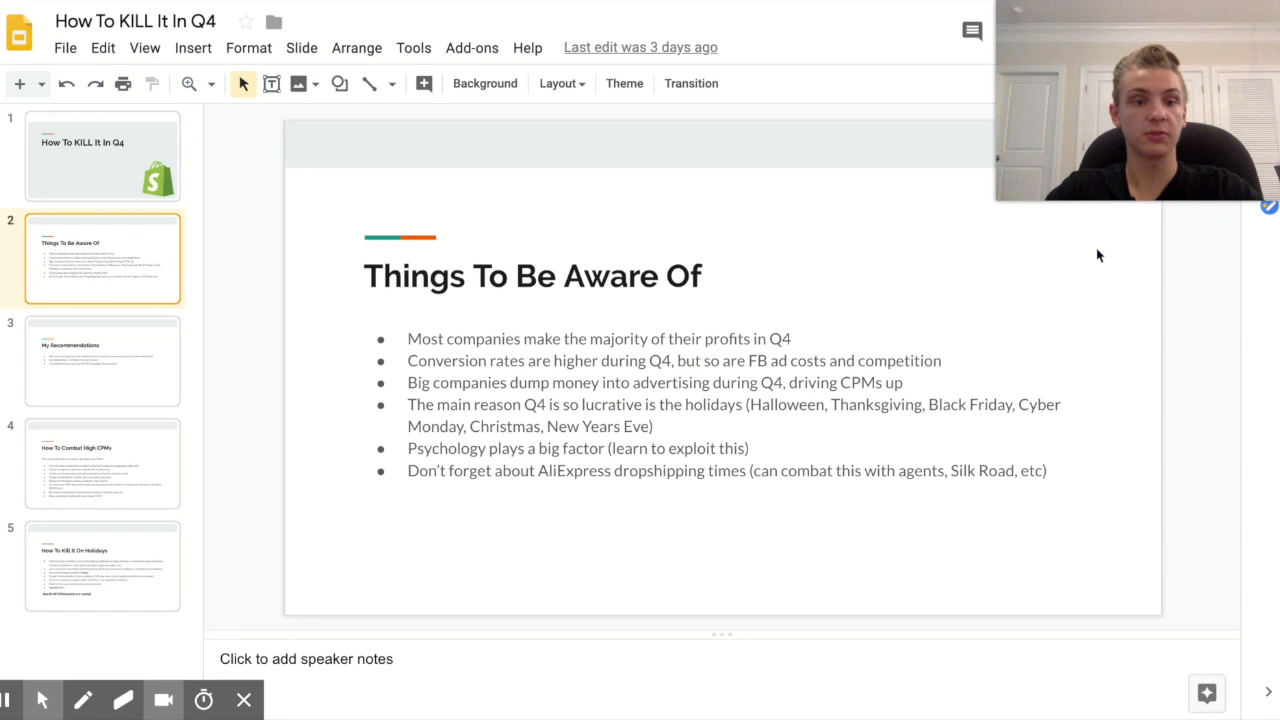 How To KILL It In Q4
File Edit View Insert Format Slide Arrange Tools Add-ons Help Last edit was 3 days ago
Background Layout Theme Transition
1
How To KILL It In Q4
2
Things To Be Aware Of
3
My Recommendations
4
How To Combat High CPMs
5
How To Kill It On Holidays
Things To Be Aware Of
● Most companies make the majority of their profits in Q4
● Conversion rates are higher during Q4, but so are FB ad costs and competition
● Big companies dump money into advertising during Q4, driving CPMs up
● The main reason Q4 is so lucrative is the holidays (Halloween, Thanksgiving, Black Friday, Cyber
Monday, Christmas, New Years Eve)
● Psychology plays a big factor (learn to exploit this)
● Don't forget about AliExpress dropshipping times (can combat this with agents, Silk Road, etc)
Click to add speaker notes